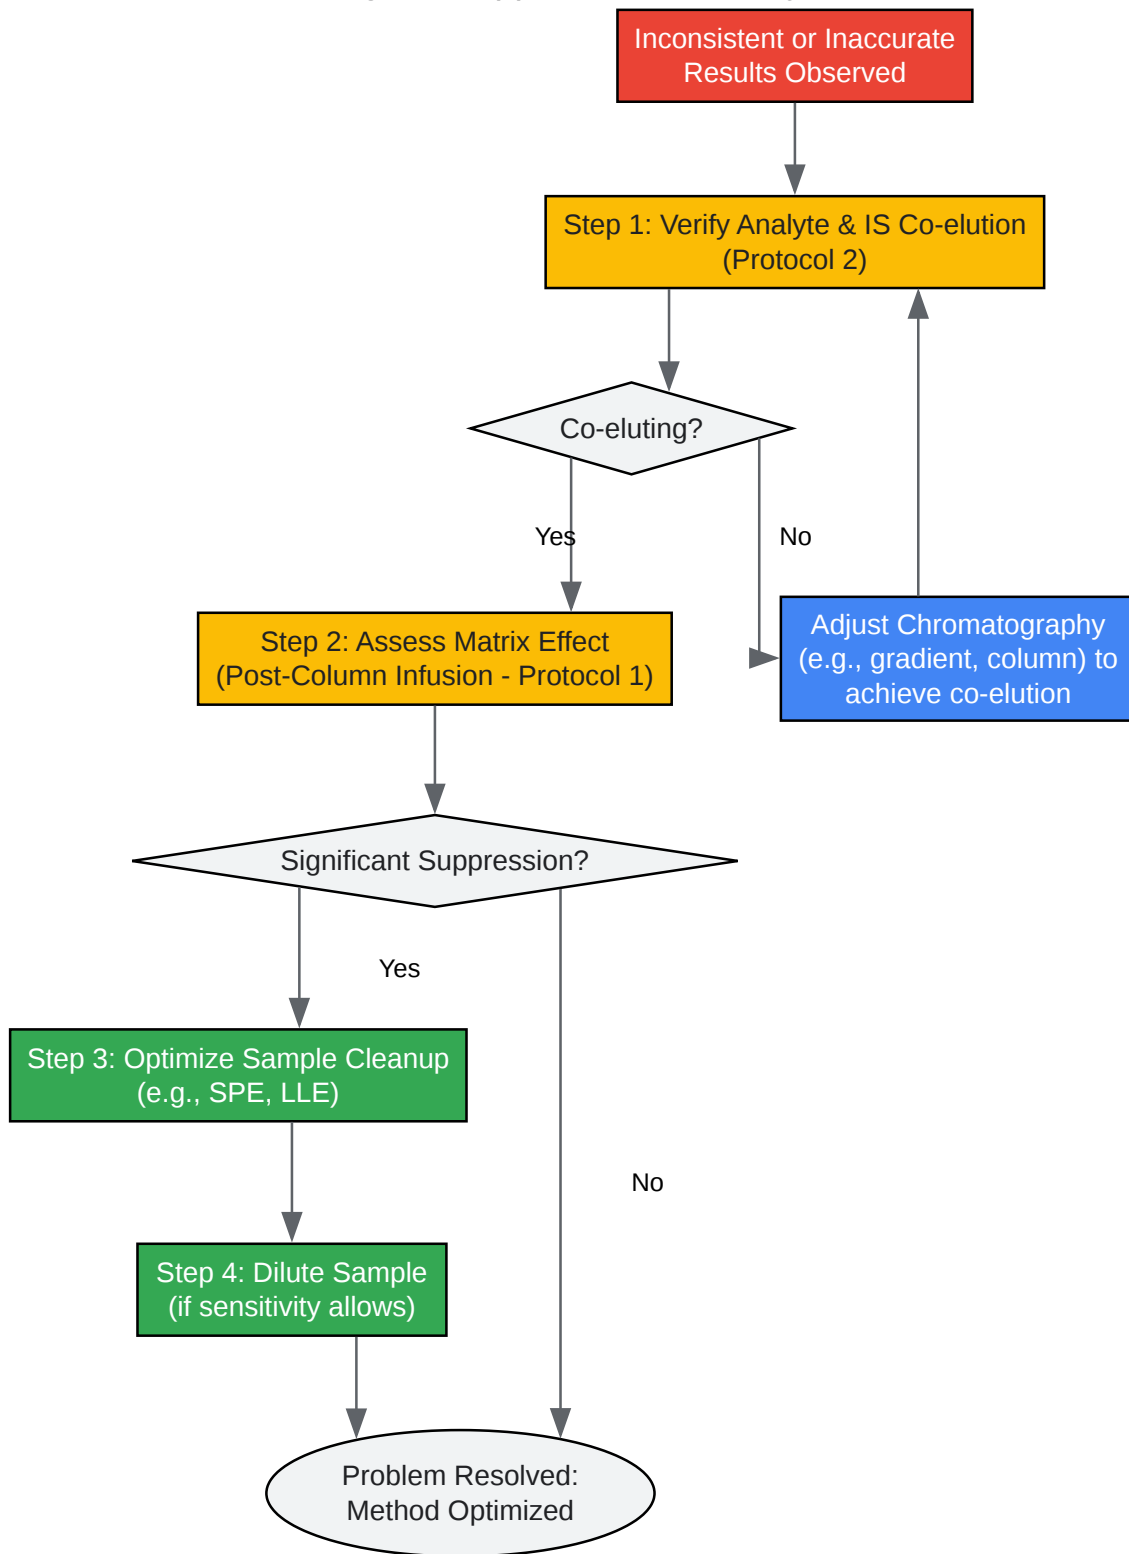 Inconsistent or Inaccurate
Results Observed
Step 1: Verify Analyte & IS Co-elution
(Protocol 2)
Co-eluting?
Yes
No
Step 2: Assess Matrix Effect
(Post-Column Infusion - Protocol 1)
Adjust Chromatography
(e.g., gradient, column) to
achieve co-elution
Significant Suppression?
Yes
Step 3: Optimize Sample Cleanup
(e.g., SPE, LLE)
No
Step 4: Dilute Sample
(if sensitivity allows)
Problem Resolved:
Method Optimized